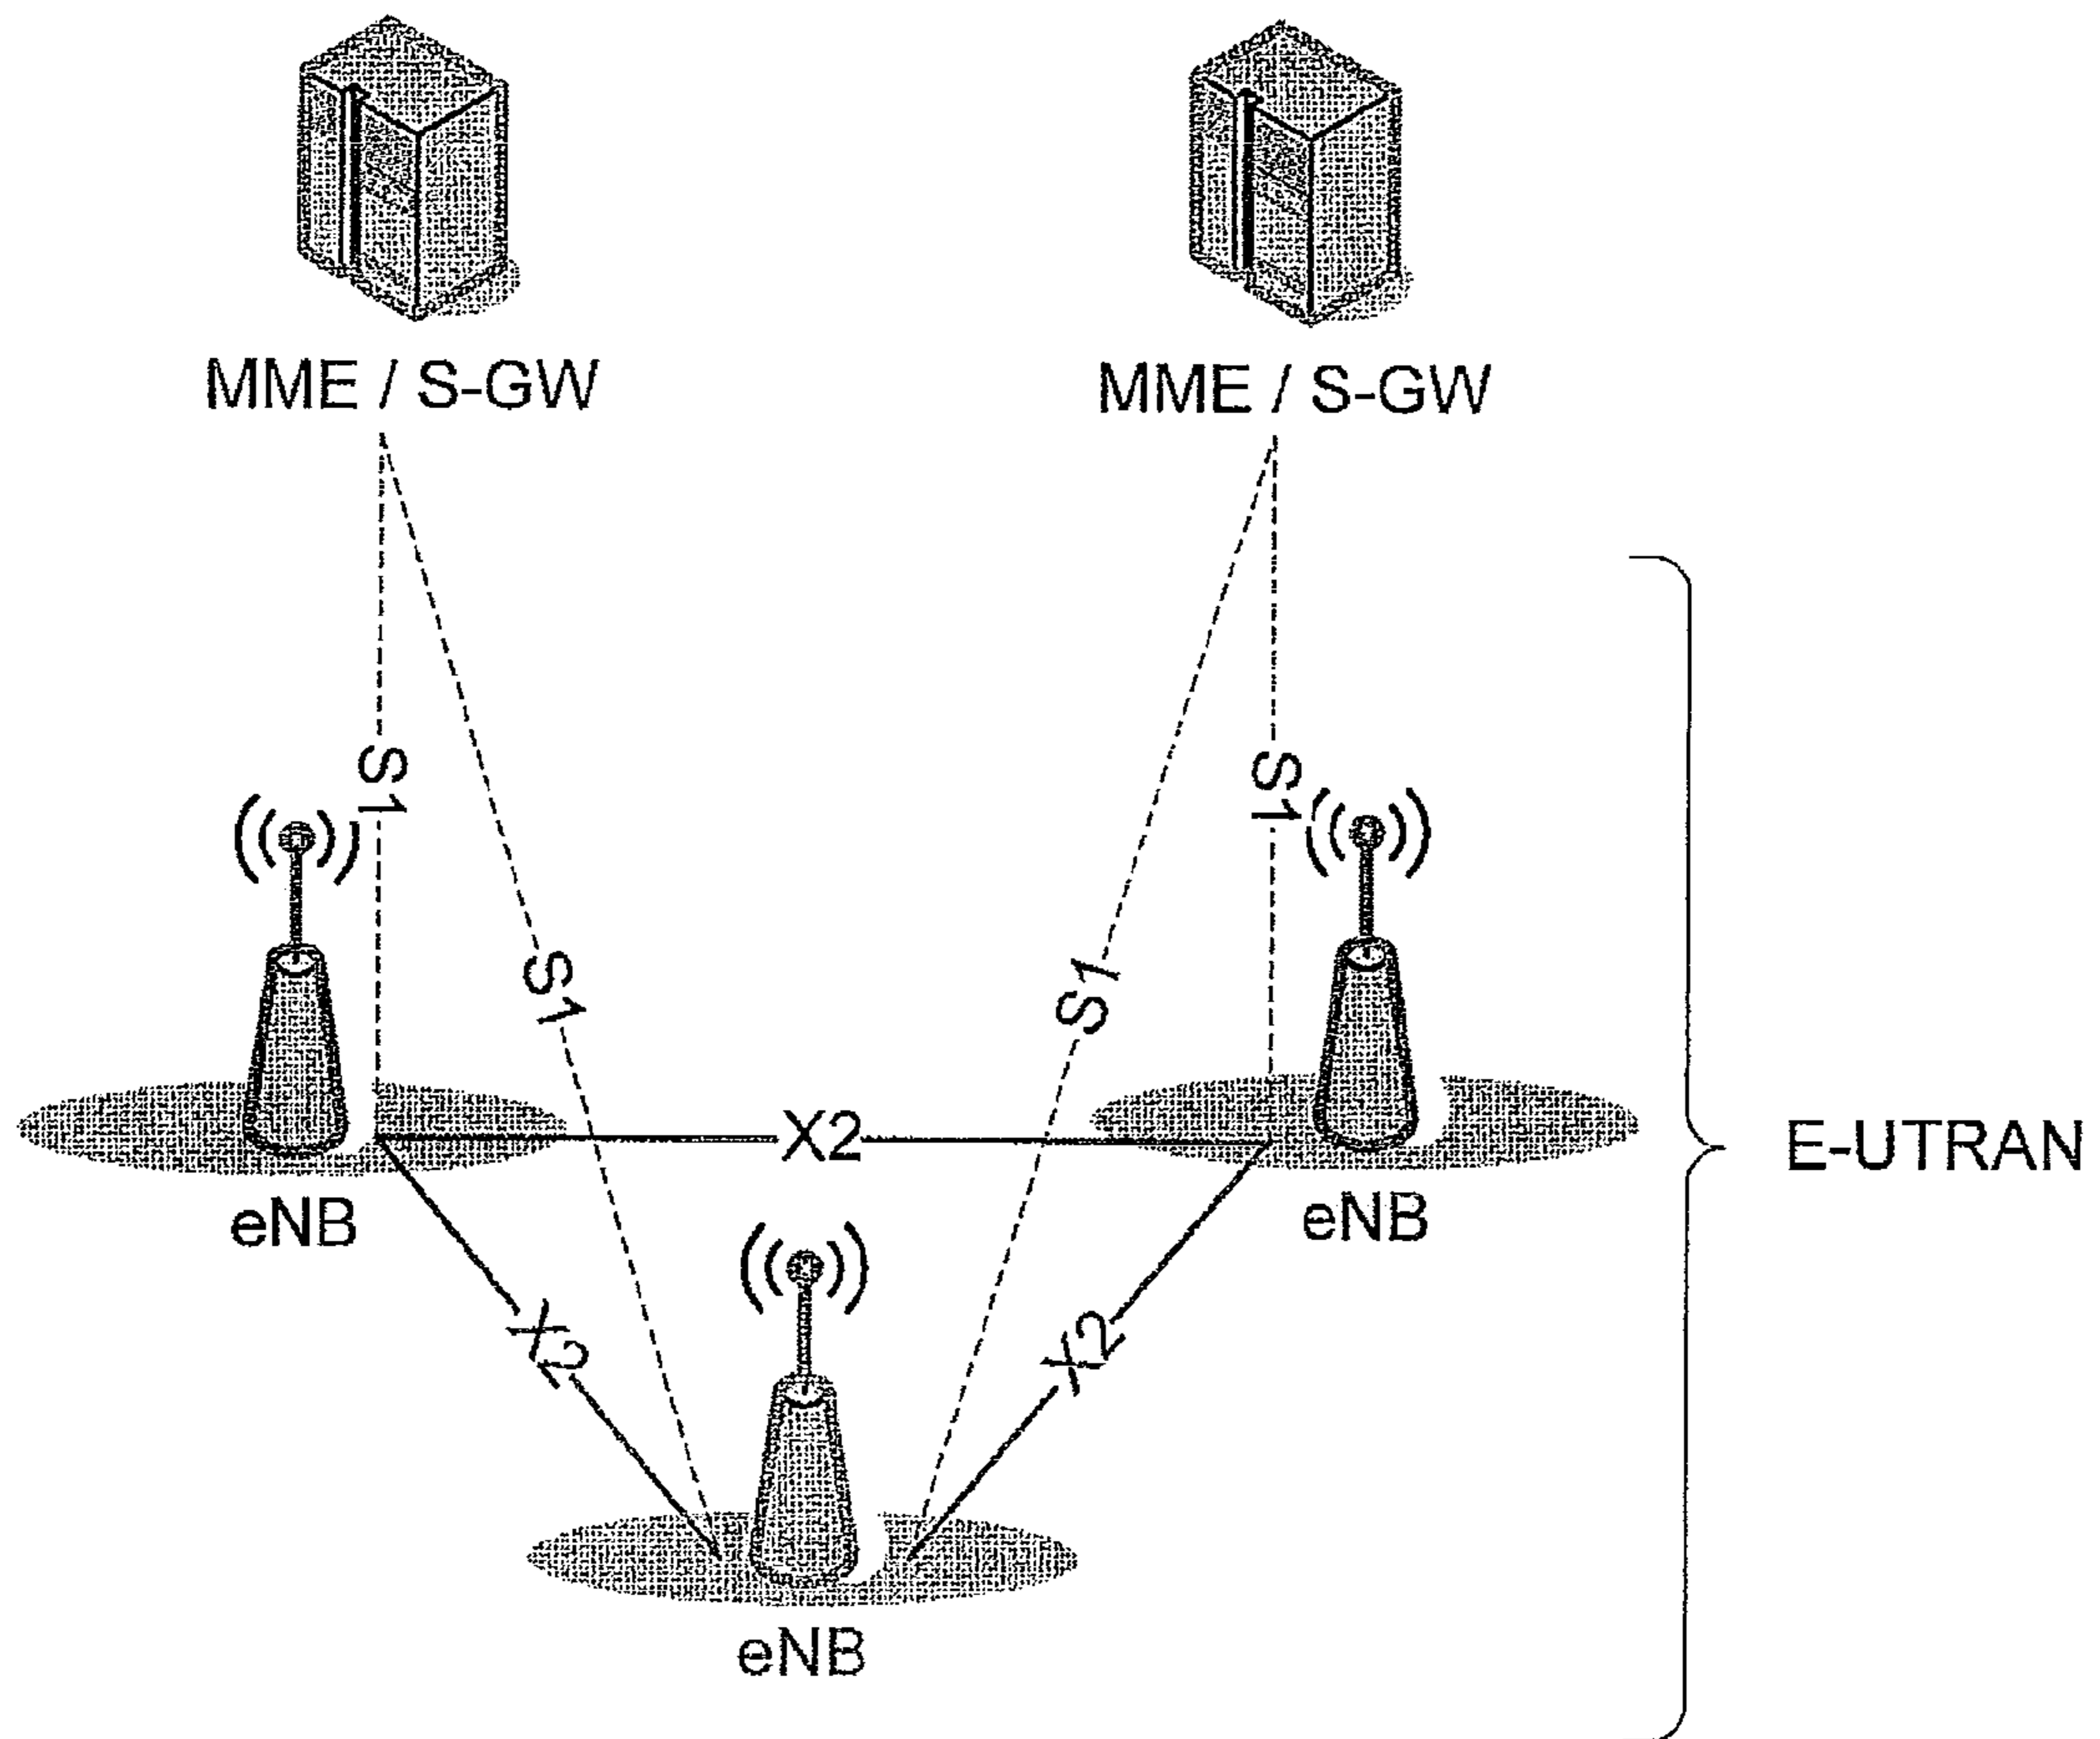 MME / S-GW
MME / S-GW
S1
S1
S1
S1
X2
E-UTRAN
eNB
eNB
X2
X2
eNB